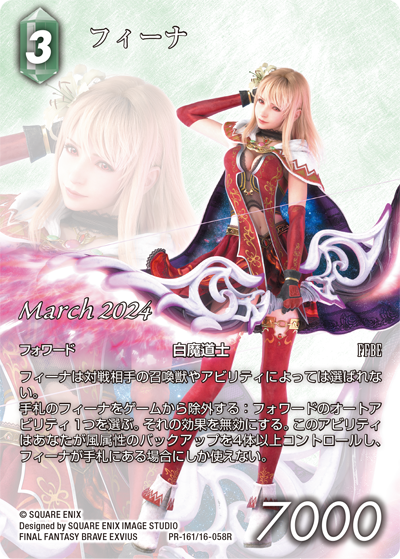 3
フィーナ
March 2024
フォワード
白魔道士
FFBE
フィーナは対戦相手の召喚獣やアビリティによっては選ばれな
い。
手札のフィーナをゲームから除外する：フォワードのオートア
ビリティ1つを選ぶ。それの効果を無効にする。このアビリティ
はあなたが風属性のバックアップを4体以上コントロールし、
フィーナが手札にある場合にしか使えない。
© SQUARE ENIX
Designed by SQUARE ENIX IMAGE STUDIO
FINAL FANTASY BRAVE EXVIUS
PR-161/16-058R
7000